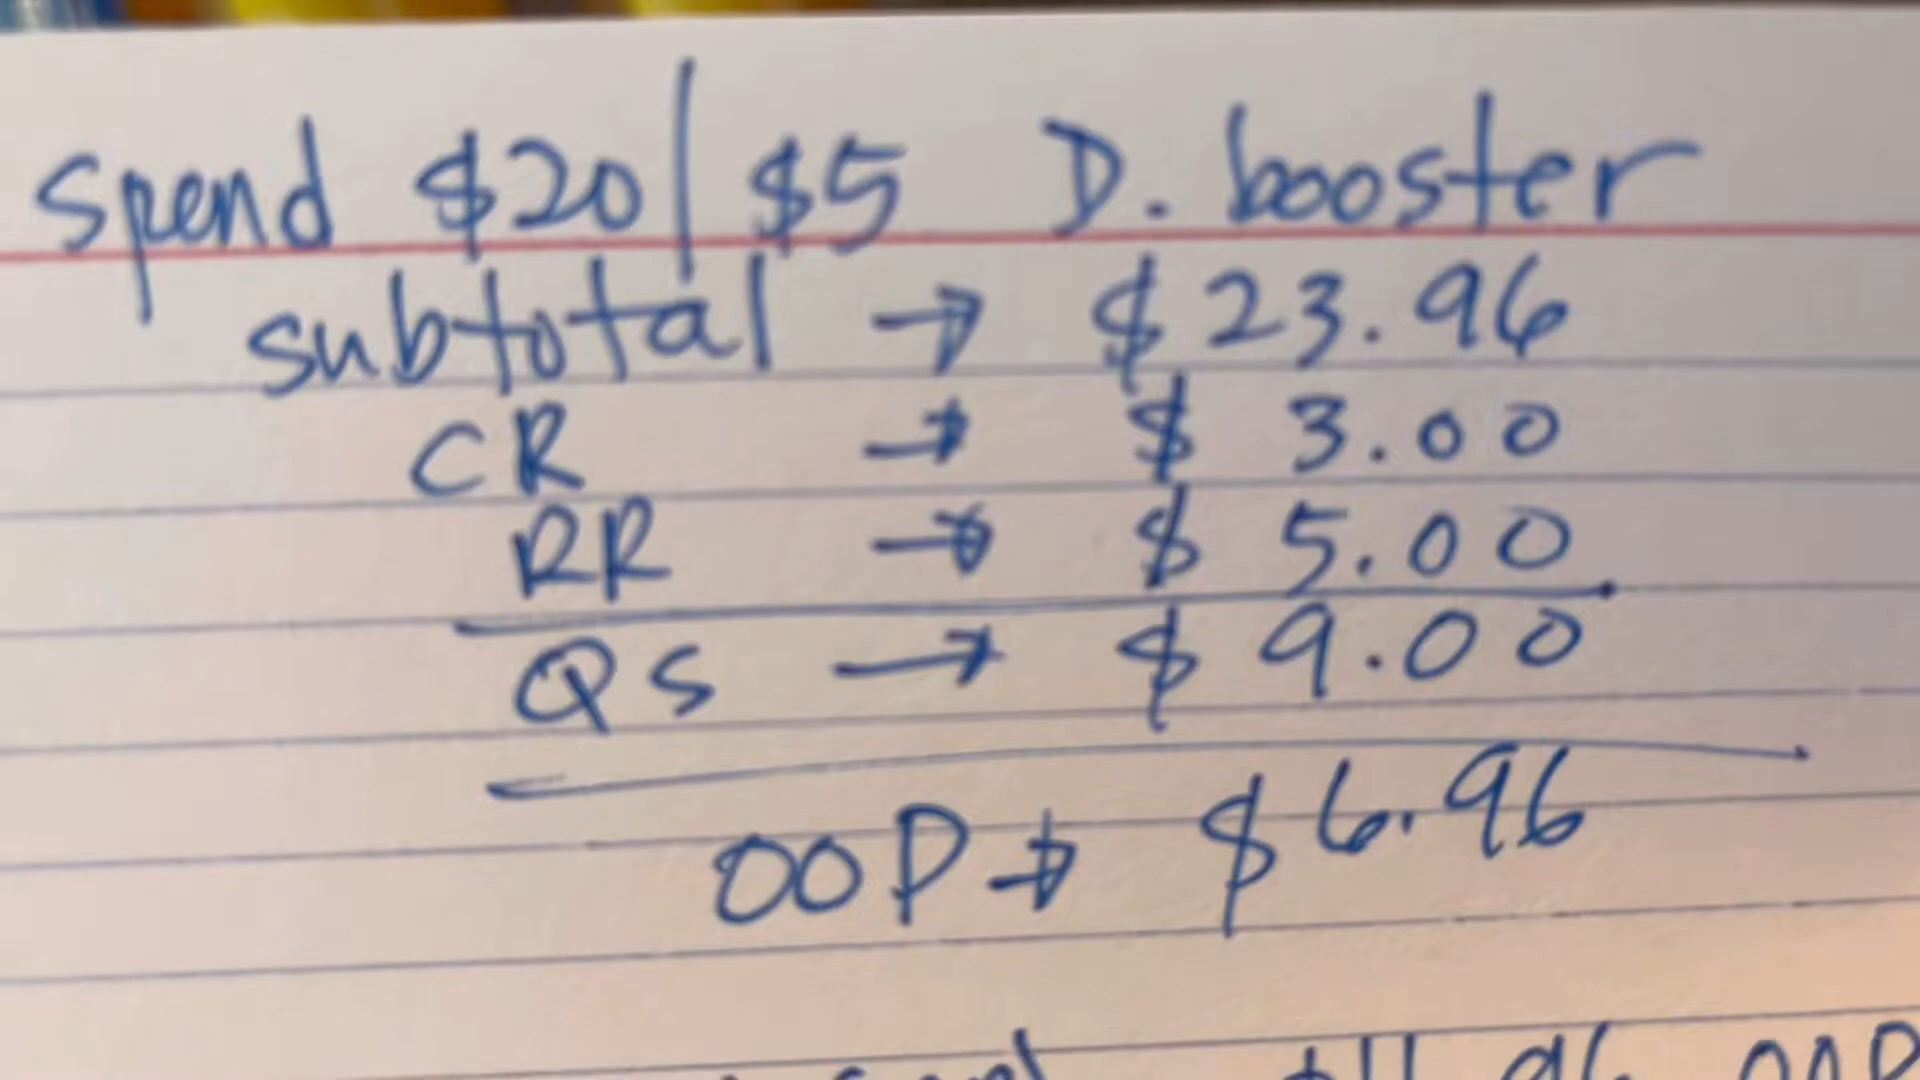 spend $20/$5 D. booster
subtotal → $23.96
CR → $ 3.00
RR → $ 5.00
QS → $ 9.00
OOP → $6.96